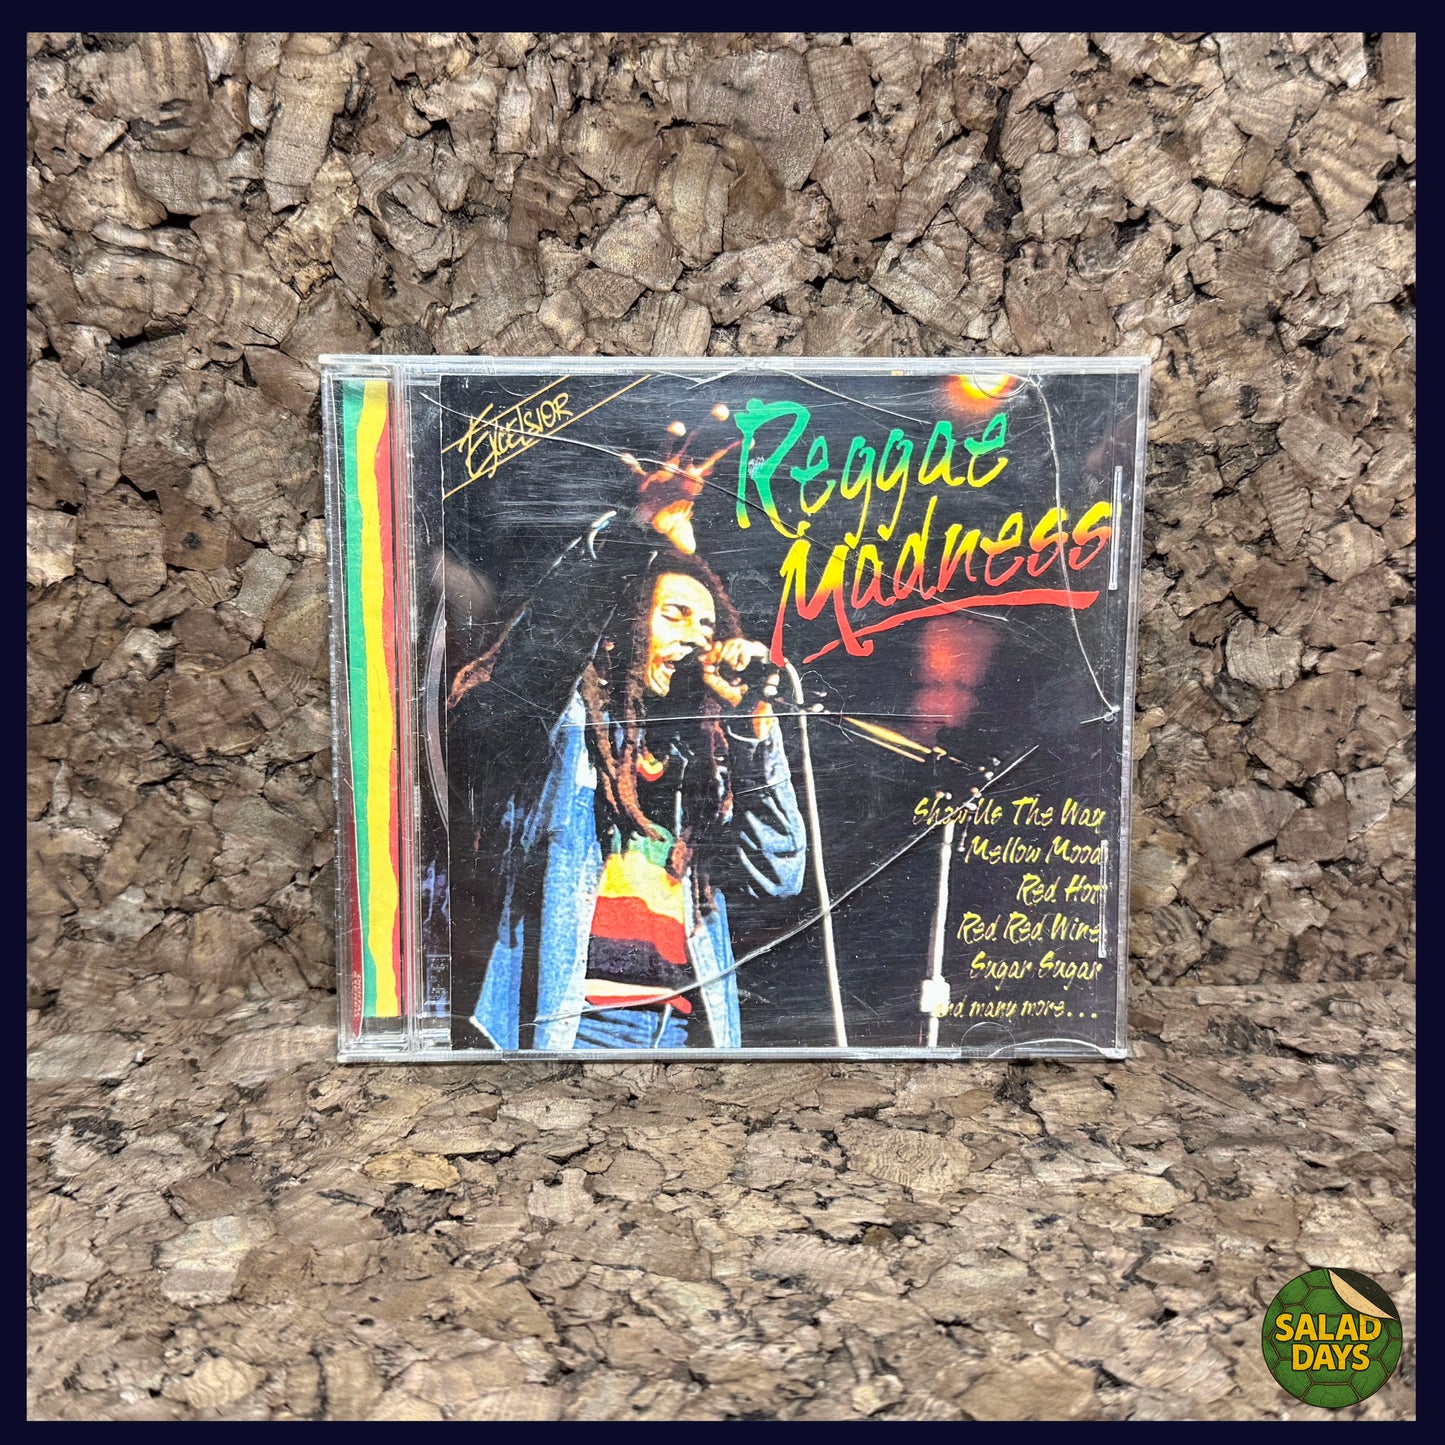 Excelsior
Reggae
Madness
Show Us The Way
Mellow Mood
Red Hot
Red Red Wine
Sugar Sugar
and many more...
SALAD
DAYS